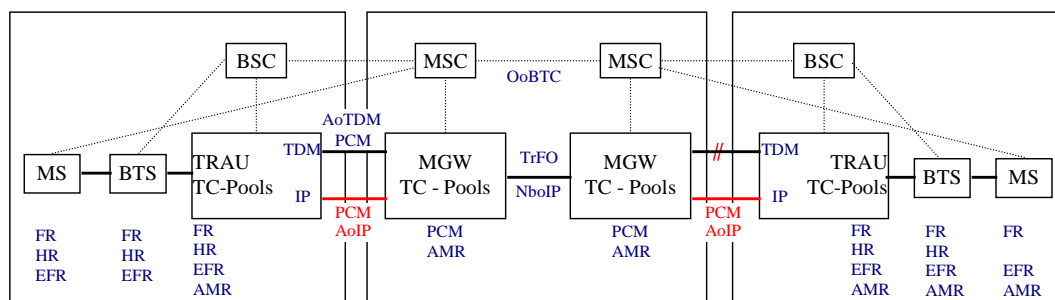 BSC
MSC
MSC
BSC
OoBTC
AoTDM
PCM
MS
BTS
TRAU
TC-Pools
TDM
IP
MGW
TC - Pools
TrFO
NboIP
MGW
TC - Pools
//
TDM
IP
TRAU
TC-Pools
BTS
MS
PCM
AoIP
PCM
AoIP
FR
HR
EFR
FR
HR
EFR
FR
HR
EFR
AMR
PCM
AMR
PCM
AMR
FR
HR
EFR
AMR
FR
HR
EFR
AMR
FR
EFR
AMR